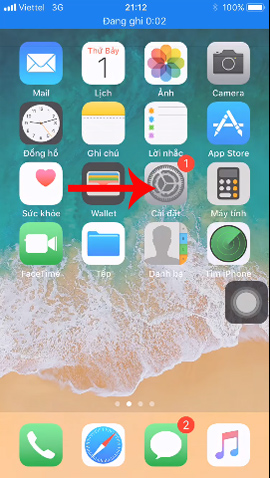 Viettel 3G 21:12 100%
Đang ghi 0:02
Thứ Bảy
1
Mail Lịch Ảnh Camera
Đồng hồ Ghi chú Lời nhắc App Store
1
Sức khỏe Wallet Cài đặt Máy tính
FaceTime Tệp Danh bạ Tìm iPhone
2